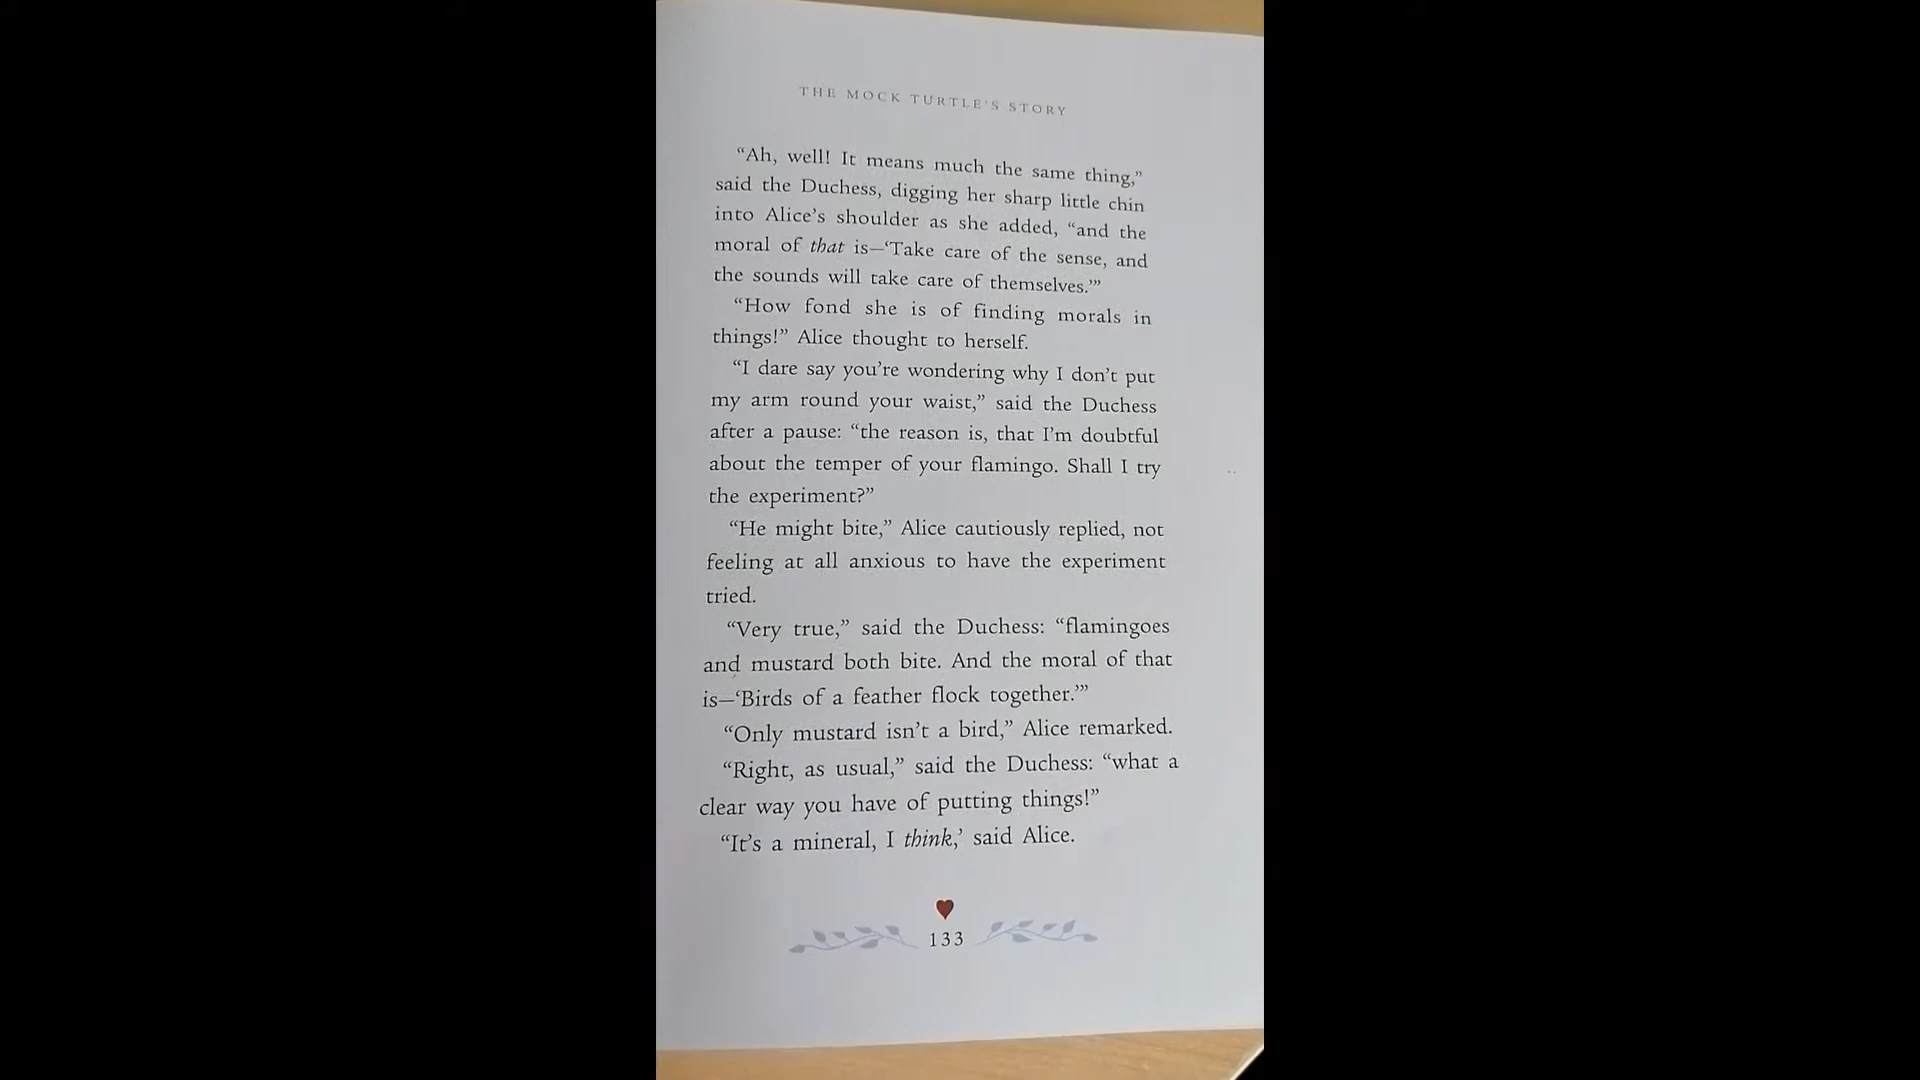 THE MOCK TURTLE'S STORY
“Ah, well! It means much the same thing,”
said the Duchess, digging her sharp little chin
into Alice’s shoulder as she added, “and the
moral of that is—‘Take care of the sense, and
the sounds will take care of themselves.’”
“How fond she is of finding morals in
things!” Alice thought to herself.
“I dare say you’re wondering why I don’t put
my arm round your waist,” said the Duchess
after a pause: “the reason is, that I’m doubtful
about the temper of your flamingo. Shall I try
the experiment?”
“He might bite,” Alice cautiously replied, not
feeling at all anxious to have the experiment
tried.
“Very true,” said the Duchess: “flamingoes
and mustard both bite. And the moral of that
is—‘Birds of a feather flock together.’”
“Only mustard isn’t a bird,” Alice remarked.
“Right, as usual,” said the Duchess: “what a
clear way you have of putting things!”
“It’s a mineral, I think,’ said Alice.
133